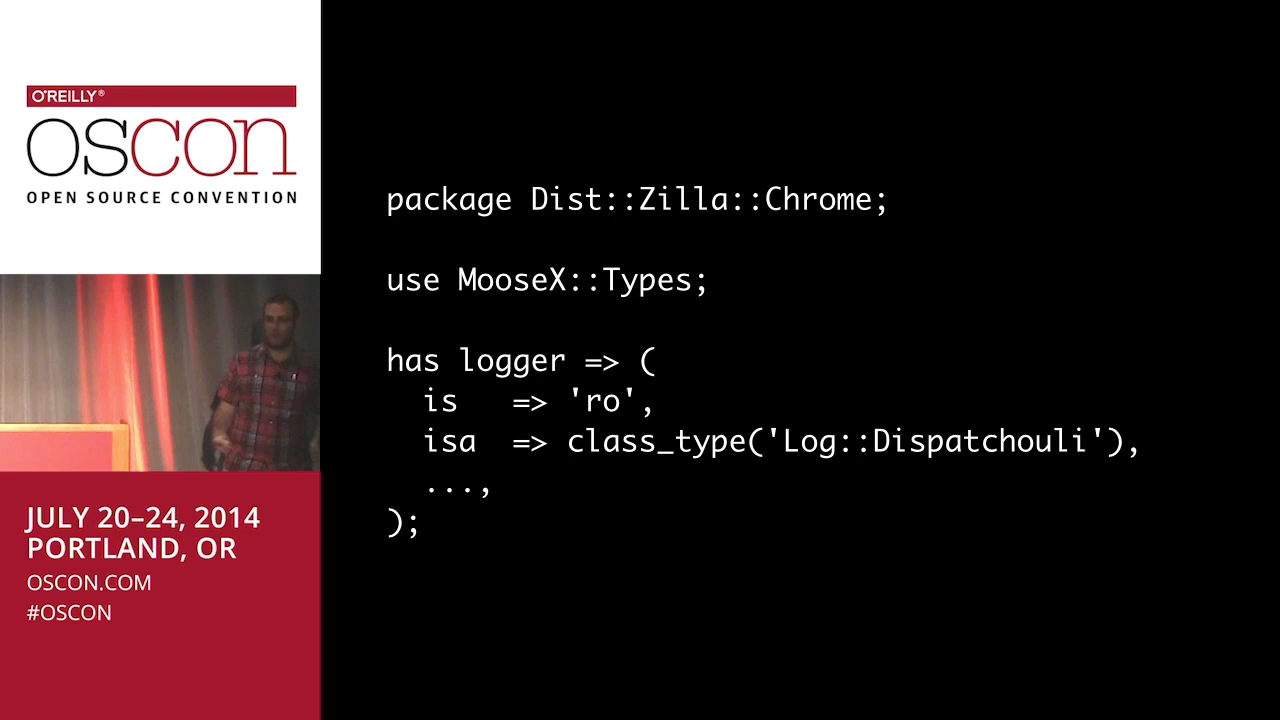 O'REILLY®
OSCON
OPEN SOURCE CONVENTION
JULY 20–24, 2014
PORTLAND, OR
OSCON.COM
#OSCON
package Dist::Zilla::Chrome;
use MooseX::Types;
has logger => (
  is   => 'ro',
  isa  => class_type('Log::Dispatchouli'),
  ...,
);